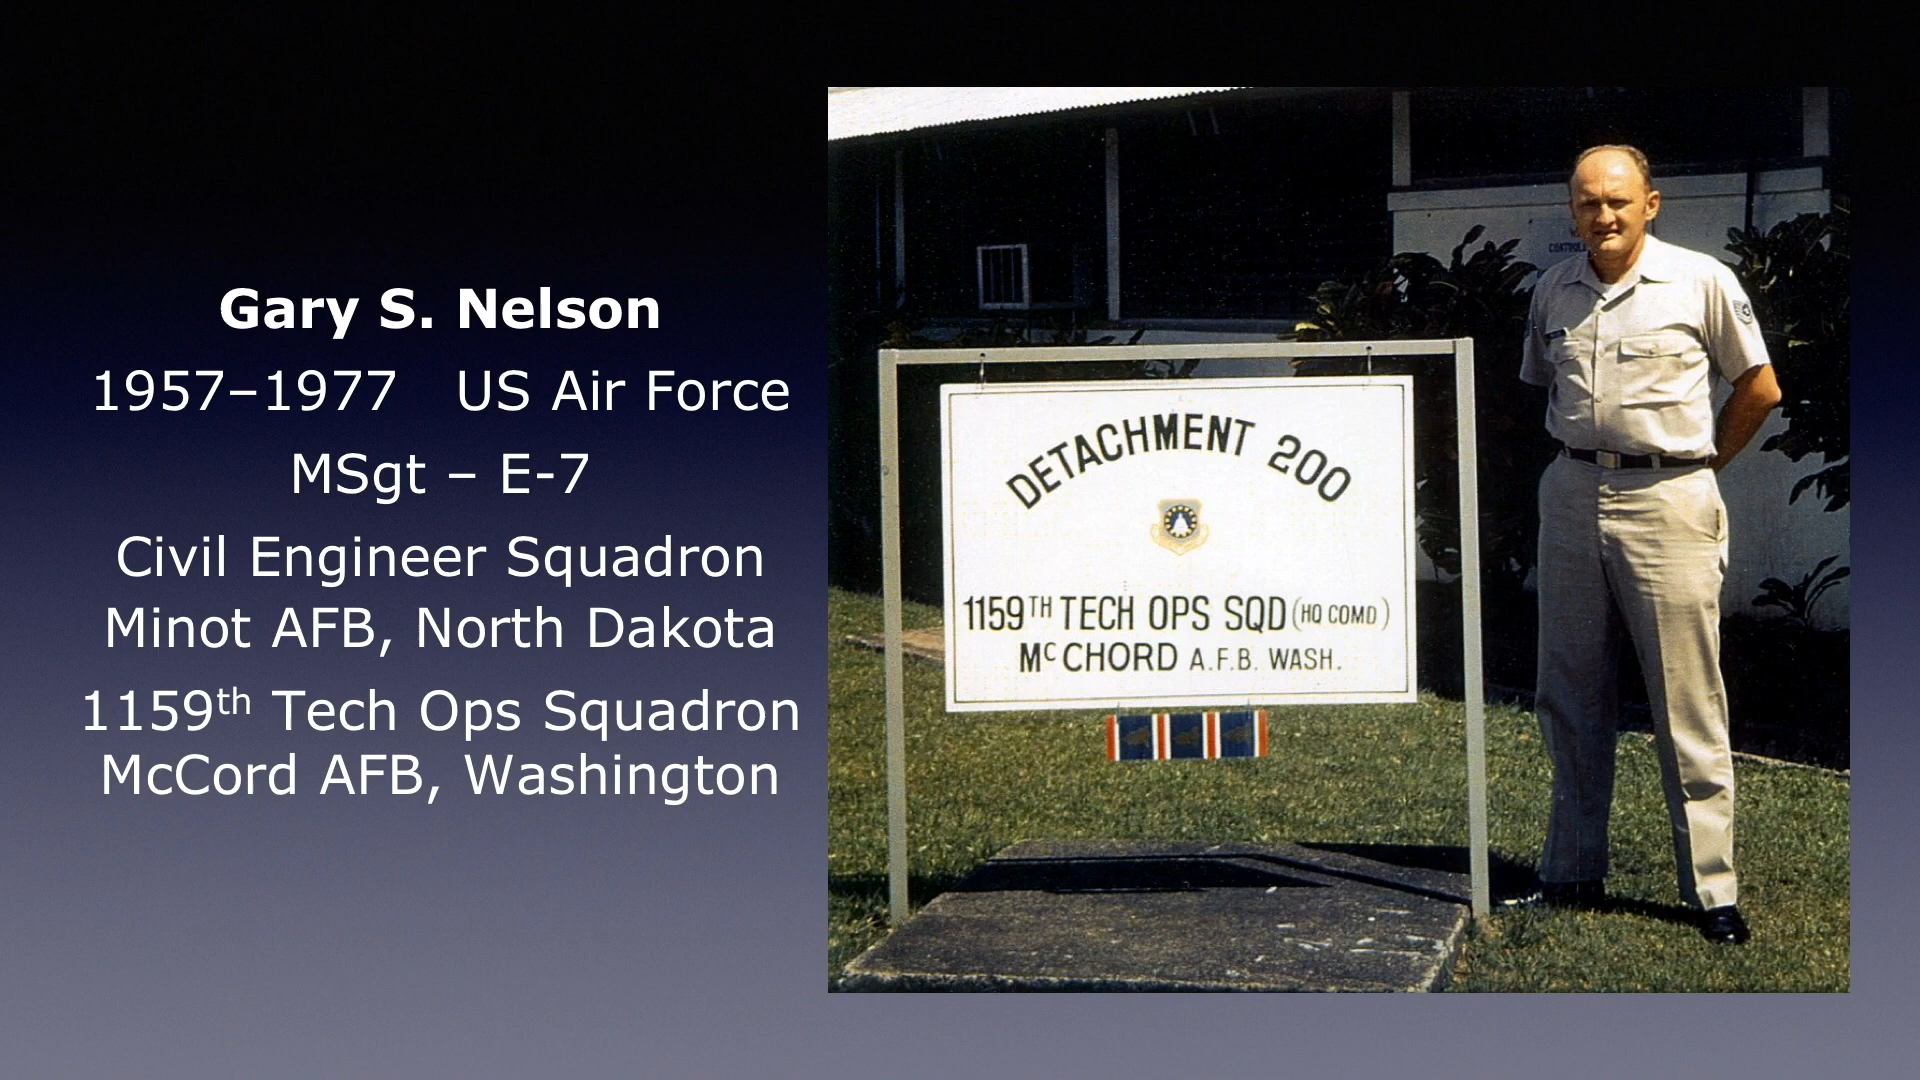 Gary S. Nelson
1957–1977 US Air Force
MSgt – E-7
Civil Engineer Squadron
Minot AFB, North Dakota
1159th Tech Ops Squadron
McCord AFB, Washington
DETACHMENT 200
1159TH TECH OPS SQD (HQ COMD)
McCHORD A.F.B. WASH.